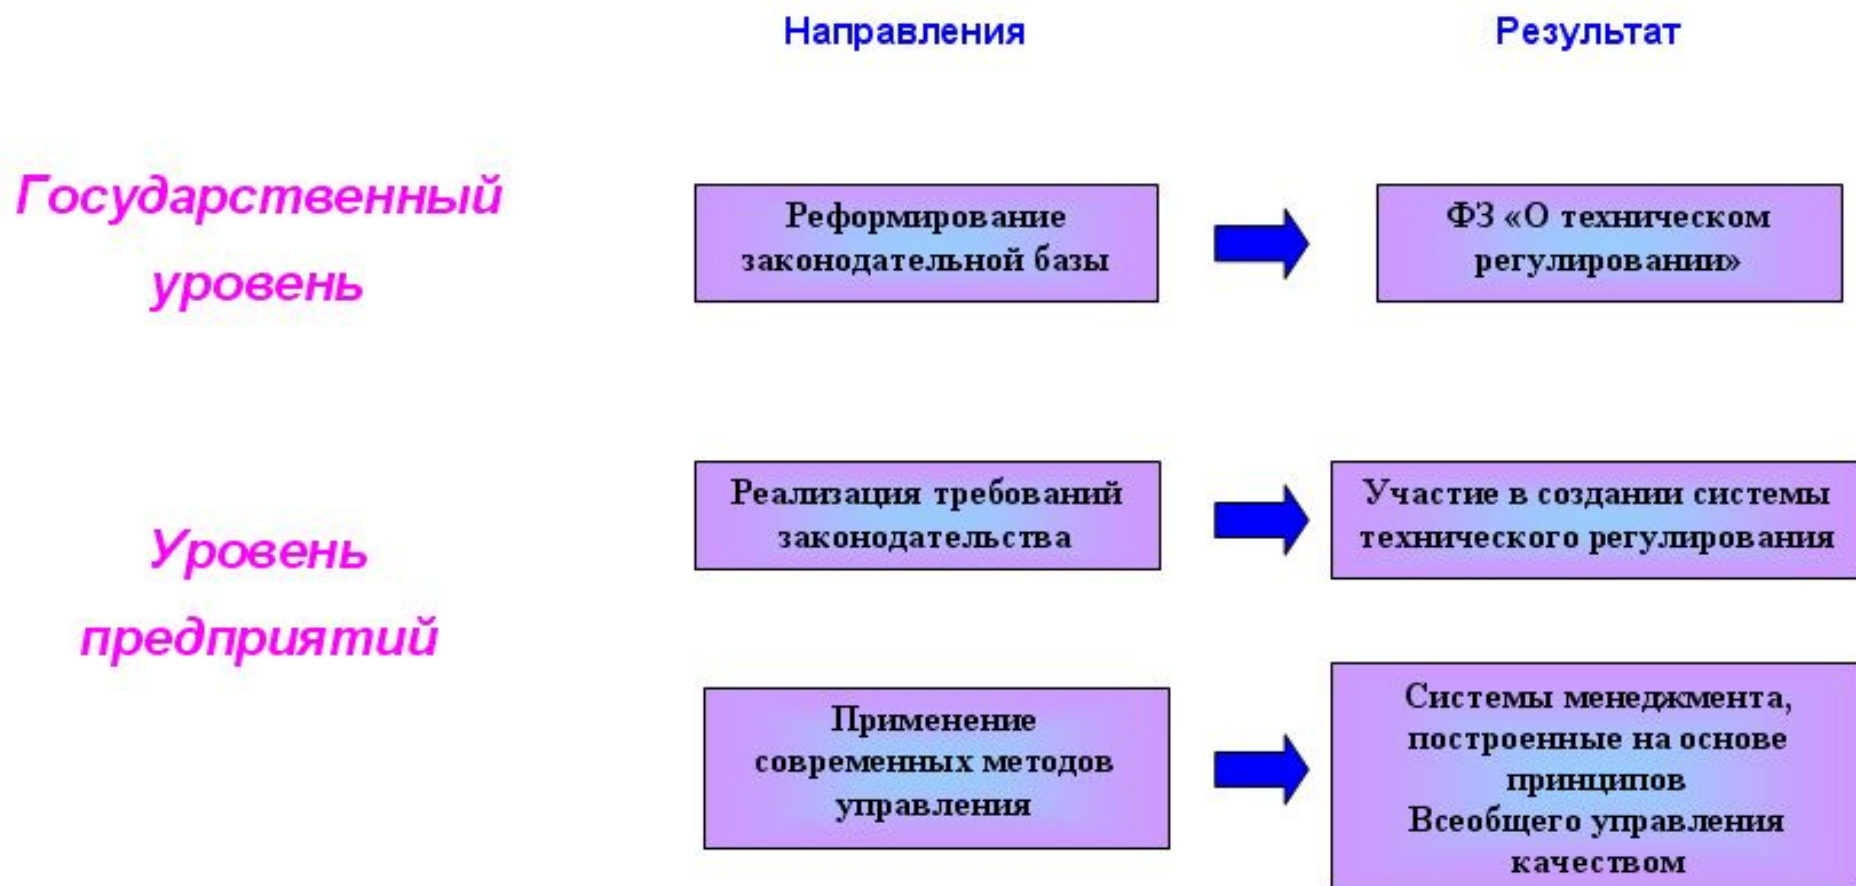 Направления
Результат
Государственный
уровень
Реформирование
законодательной базы
ФЗ «О техническом
регулировании»
Уровень
предприятий
Реализация требований
законодательства
Участие в создании системы
технического регулирования
Применение
современных методов
управления
Системы менеджмента,
построенные на основе
принципов
Всеобщего управления
качеством